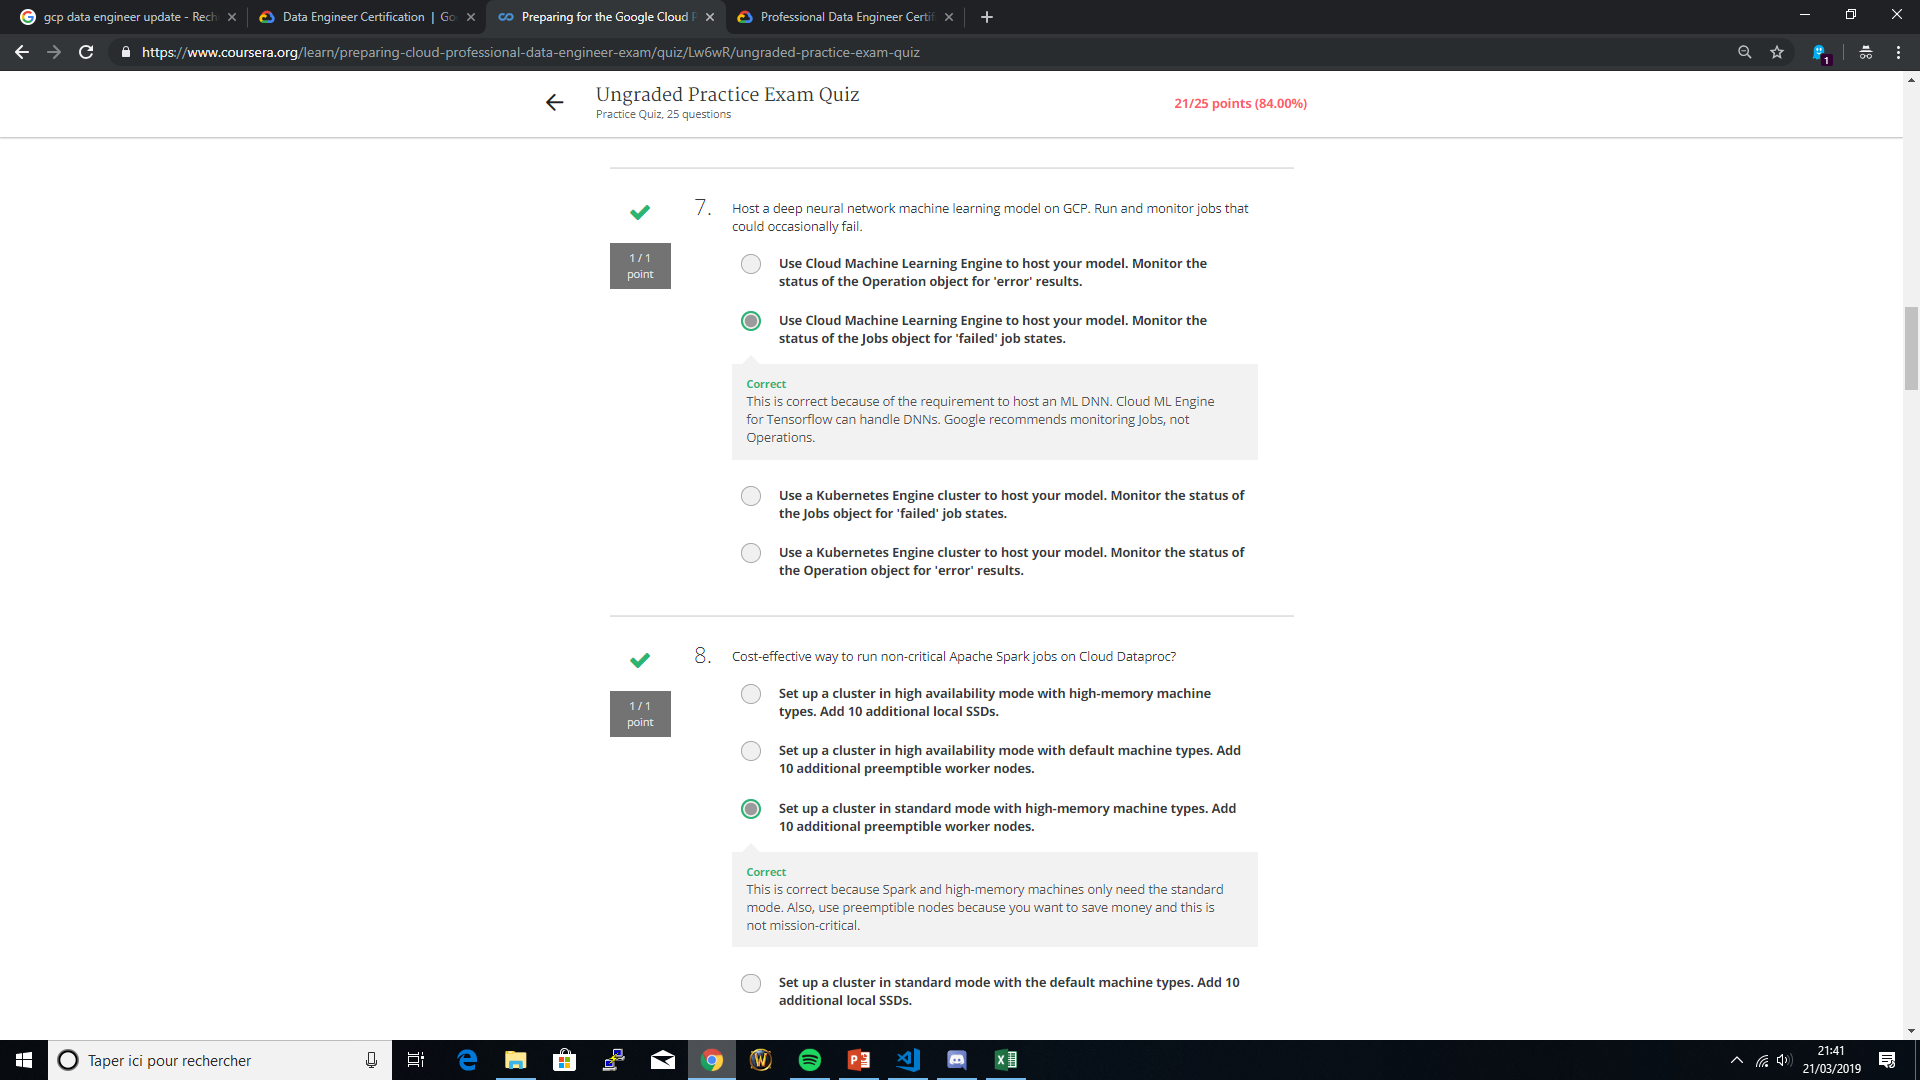 gcp data engineer update - Rech
Data Engineer Certification | Go
Preparing for the Google Cloud P
Professional Data Engineer Certifi
https://www.coursera.org/learn/preparing-cloud-professional-data-engineer-exam/quiz/Lw6wR/ungraded-practice-exam-quiz
1
Ungraded Practice Exam Quiz
Practice Quiz, 25 questions
21/25 points (84.00%)
7.
Host a deep neural network machine learning model on GCP. Run and monitor jobs that
could occasionally fail.
1 / 1
point
Use Cloud Machine Learning Engine to host your model. Monitor the
status of the Operation object for 'error' results.
Use Cloud Machine Learning Engine to host your model. Monitor the
status of the Jobs object for 'failed' job states.
Correct
This is correct because of the requirement to host an ML DNN. Cloud ML Engine
for Tensorflow can handle DNNs. Google recommends monitoring Jobs, not
Operations.
Use a Kubernetes Engine cluster to host your model. Monitor the status of
the Jobs object for 'failed' job states.
Use a Kubernetes Engine cluster to host your model. Monitor the status of
the Operation object for 'error' results.
8.
Cost-effective way to run non-critical Apache Spark jobs on Cloud Dataproc?
1 / 1
point
Set up a cluster in high availability mode with high-memory machine
types. Add 10 additional local SSDs.
Set up a cluster in high availability mode with default machine types. Add
10 additional preemptible worker nodes.
Set up a cluster in standard mode with high-memory machine types. Add
10 additional preemptible worker nodes.
Correct
This is correct because Spark and high-memory machines only need the standard
mode. Also, use preemptible nodes because you want to save money and this is
not mission-critical.
Set up a cluster in standard mode with the default machine types. Add 10
additional local SSDs.
Taper ici pour rechercher
21:41
21/03/2019